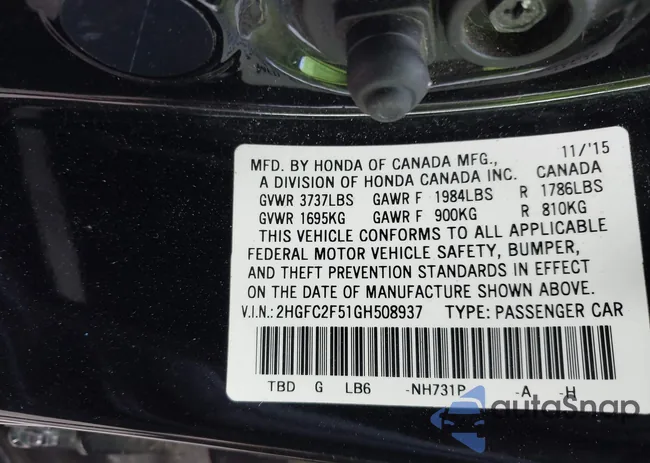 MFD. BY HONDA OF CANADA MFG., 11/'15
A DIVISION OF HONDA CANADA INC. CANADA
GVWR 3737LBS GAWR F 1984LBS R 1786LBS
GVWR 1695KG GAWR F 900KG R 810KG
THIS VEHICLE CONFORMS TO ALL APPLICABLE
FEDERAL MOTOR VEHICLE SAFETY, BUMPER,
AND THEFT PREVENTION STANDARDS IN EFFECT
ON THE DATE OF MANUFACTURE SHOWN ABOVE.
V.I.N.: 2HGFC2F51GH508937 TYPE: PASSENGER CAR
TBD G LB6 -NH731P -A -H
autoSnap